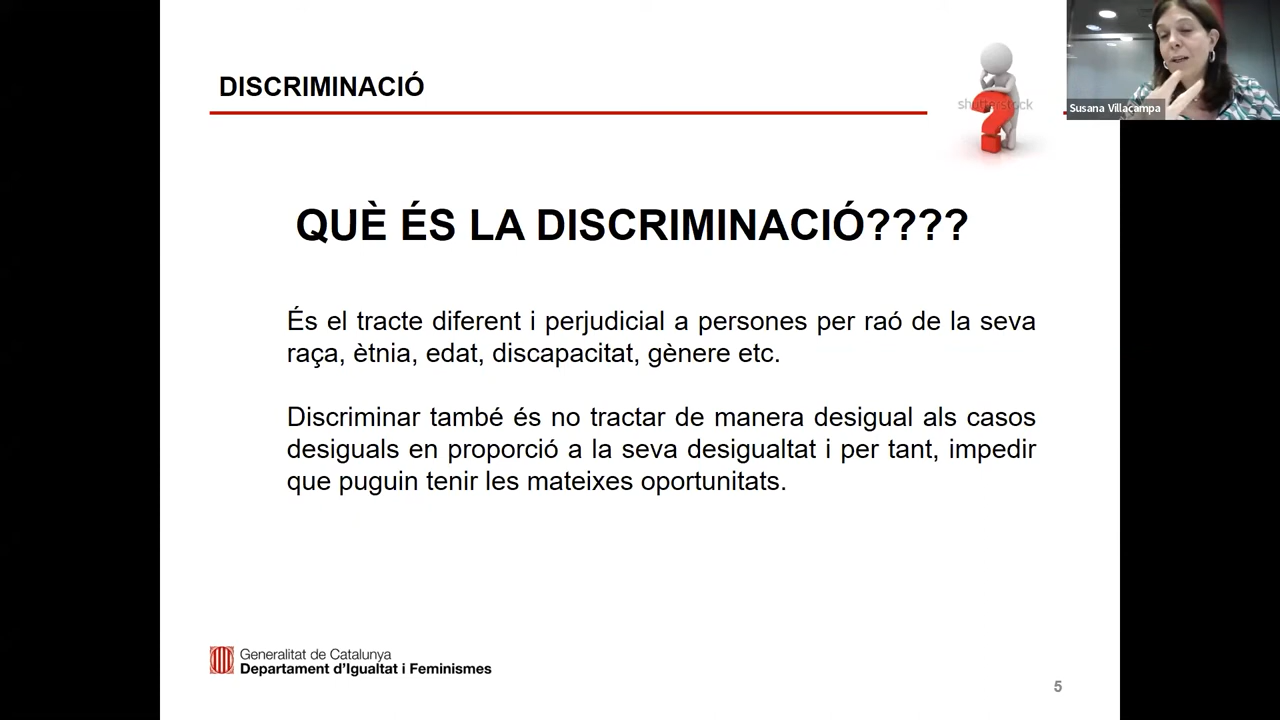 DISCRIMINACIÓ
shutterstock
Susana Villacampa
QUÈ ÉS LA DISCRIMINACIÓ????
És el tracte diferent i perjudicial a persones per raó de la seva
raça, ètnia, edat, discapacitat, gènere etc.
Discriminar també és no tractar de manera desigual als casos
desiguals en proporció a la seva desigualtat i per tant, impedir
que puguin tenir les mateixes oportunitats.
Generalitat de Catalunya
Departament d'Igualtat i Feminismes
5